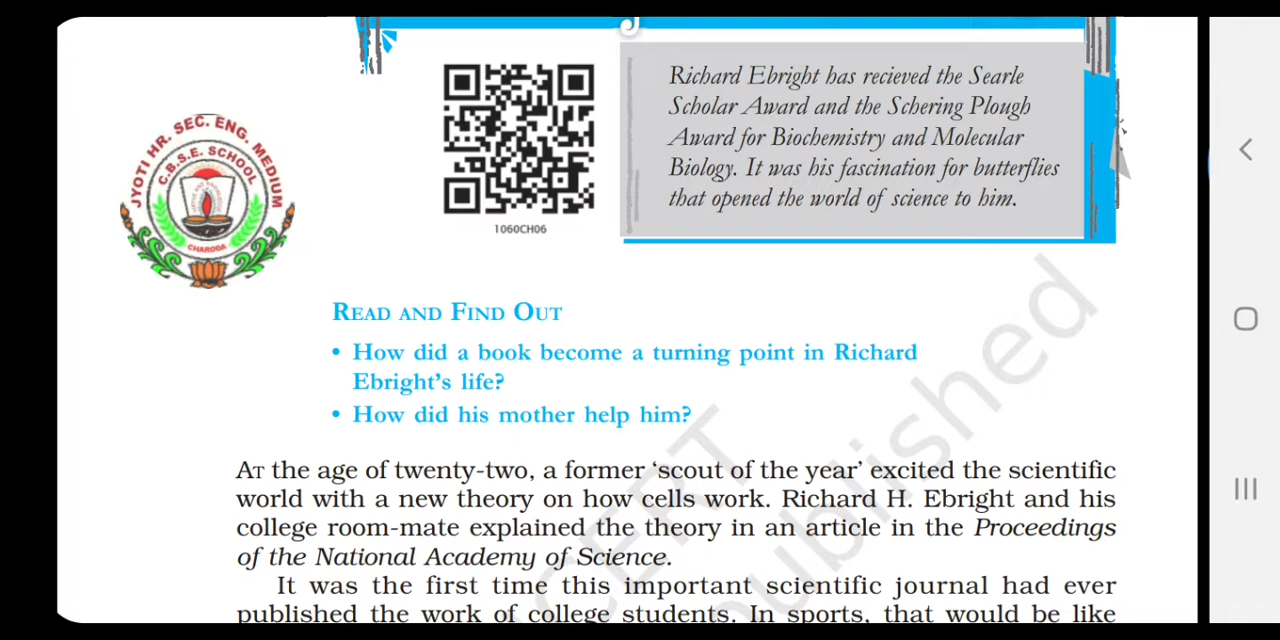 Richard Ebright has recieved the Searle
Scholar Award and the Schering Plough
Award for Biochemistry and Molecular
Biology. It was his fascination for butterflies
that opened the world of science to him.
JYOTI HR. SEC. ENG. MEDIUM
C.B.S.E. SCHOOL
CHARODA
1060CH06
READ AND FIND OUT
• How did a book become a turning point in Richard
Ebright's life?
• How did his mother help him?
AT the age of twenty-two, a former ‘scout of the year’ excited the scientific
world with a new theory on how cells work. Richard H. Ebright and his
college room-mate explained the theory in an article in the Proceedings
of the National Academy of Science.
It was the first time this important scientific journal had ever
published the work of college students. In sports, that would be like